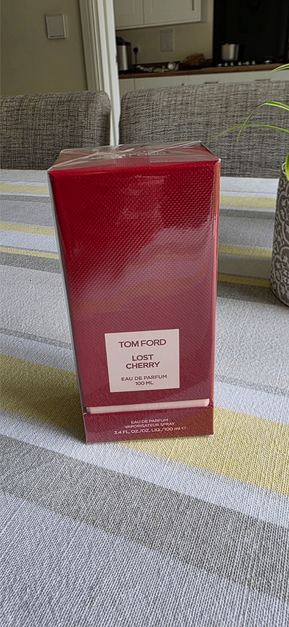 TOM FORD
LOST
CHERRY
EAU DE PARFUM
100 ML
EAU DE PARFUM
VAPORISATEUR SPRAY
3.4 FL. OZ./OZ. LIQ./100 ml ℮